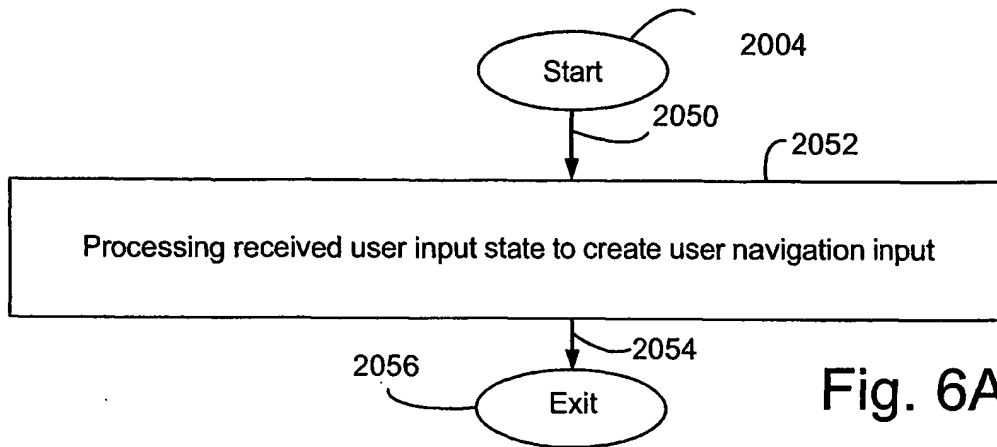 2004
Start
2050
2052
Processing received user input state to create user navigation input
2054
2056
Exit
Fig. 6A